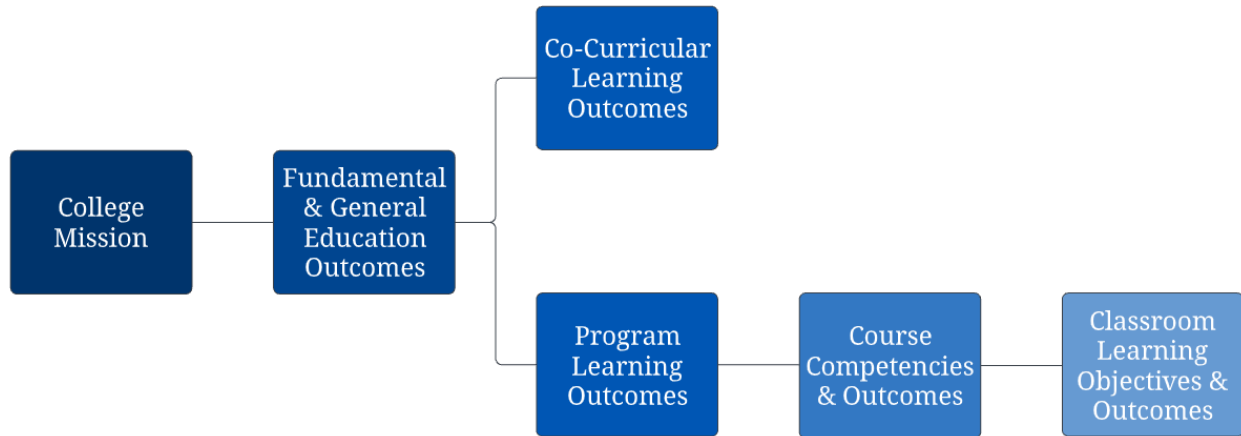 College
Mission
Fundamental
& General
Education
Outcomes
Co-Curricular
Learning
Outcomes
Program
Learning
Outcomes
Course
Competencies
& Outcomes
Classroom
Learning
Objectives &
Outcomes